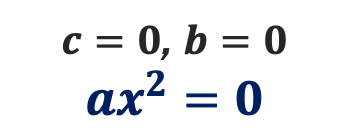 c = 0, b = 0
ax² = 0